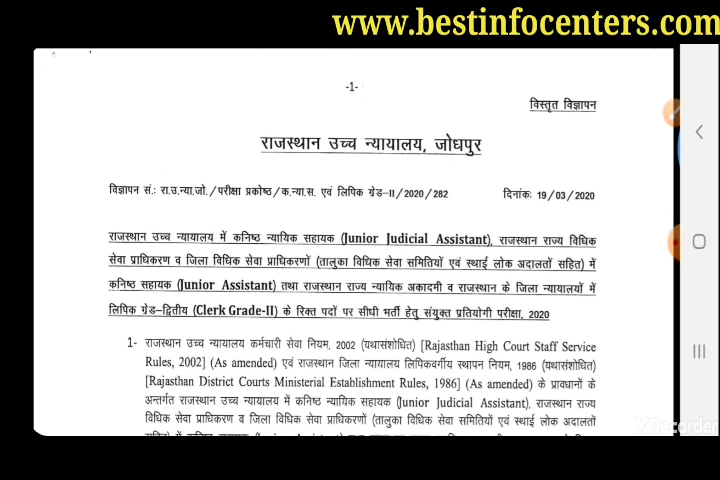 www.bestinfocenters.com
-1-
विस्तृत विज्ञापन
राजस्थान उच्च न्यायालय, जोधपुर
विज्ञापन सं.: रा.उ.न्या.जो./परीक्षा प्रकोष्ठ/क.न्या.स. एवं लिपिक ग्रेड-II/2020/282 दिनांक: 19/03/2020
राजस्थान उच्च न्यायालय में कनिष्ठ न्यायिक सहायक (Junior Judicial Assistant), राजस्थान राज्य विधिक
सेवा प्राधिकरण व जिला विधिक सेवा प्राधिकरणों (तालुका विधिक सेवा समितियों एवं स्थाई लोक अदालतों सहित) में
कनिष्ठ सहायक (Junior Assistant) तथा राजस्थान राज्य न्यायिक अकादमी व राजस्थान के जिला न्यायालयों में
लिपिक ग्रेड-द्वितीय (Clerk Grade-II) के रिक्त पदों पर सीधी भर्ती हेतु संयुक्त प्रतियोगी परीक्षा, 2020
1- राजस्थान उच्च न्यायालय कर्मचारी सेवा नियम, 2002 (यथासंशोधित) [Rajasthan High Court Staff Service
Rules, 2002] (As amended) एवं राजस्थान जिला न्यायालय लिपिकवर्गीय स्थापन नियम, 1986 (यथासंशोधित)
[Rajasthan District Courts Ministerial Establishment Rules, 1986] (As amended) के प्रावधानों के
अन्तर्गत राजस्थान उच्च न्यायालय में कनिष्ठ न्यायिक सहायक (Junior Judicial Assistant), राजस्थान राज्य
विधिक सेवा प्राधिकरण व जिला विधिक सेवा प्राधिकरणों (तालुका विधिक सेवा समितियों एवं स्थाई लोक अदालतों
Recorder